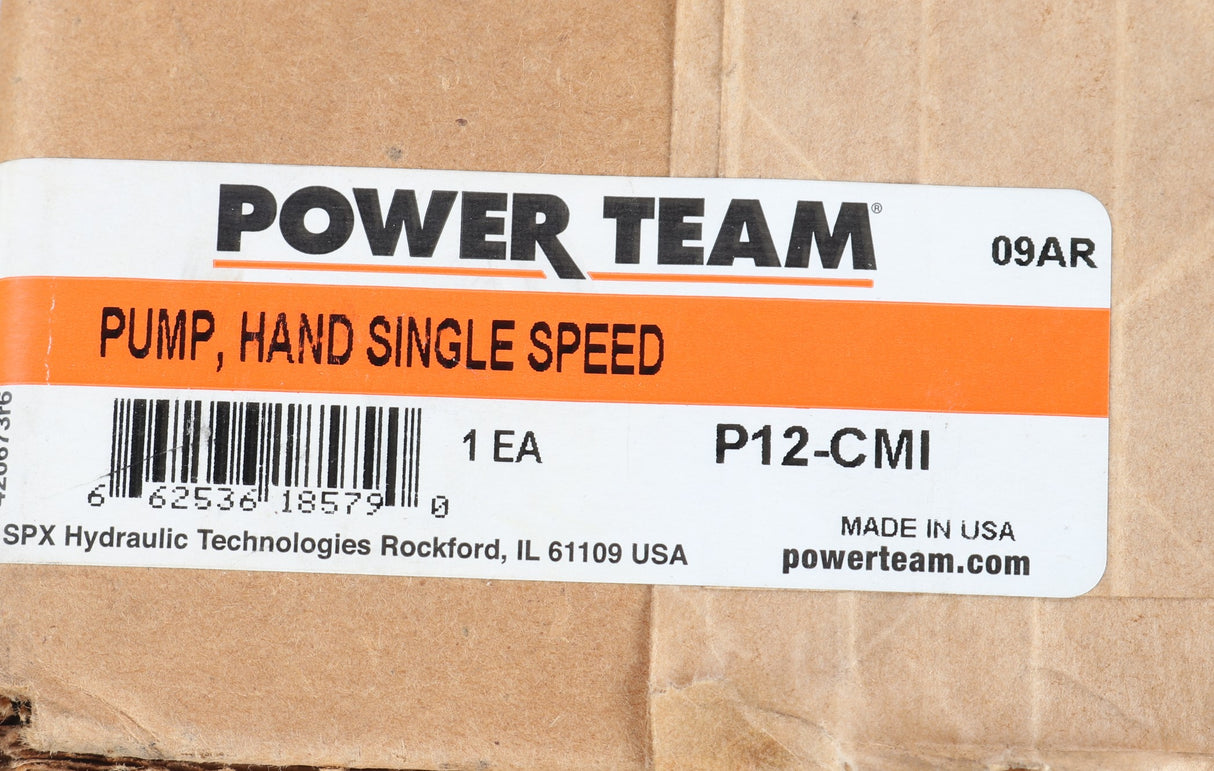 POWER TEAM®
09AR
PUMP, HAND SINGLE SPEED
1 EA
P12-CMI
6 62536 18579 0
MADE IN USA
SPX Hydraulic Technologies Rockford, IL 61109 USA
powerteam.com